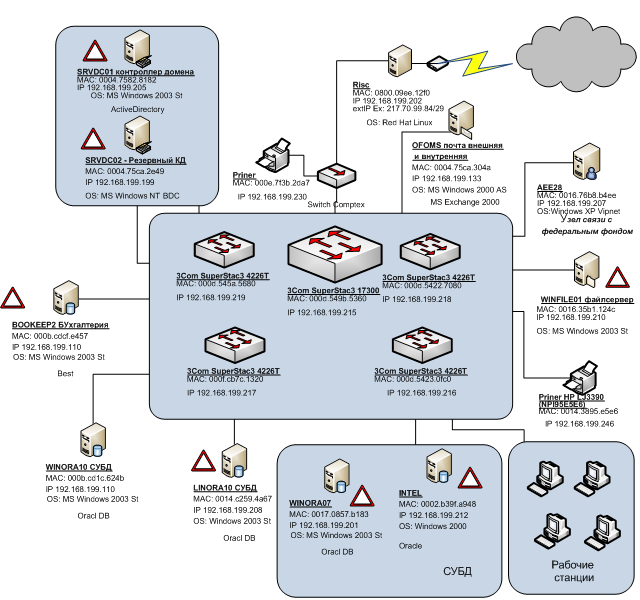 SRVDC01 контроллер домена
MAC: 0004.7582.8182
IP 192.168.199.205
OS: MS Windows 2003 St
ActiveDirectory
SRVDC02 - Резервный КД
MAC: 0004.75ca.2e49
IP 192.168.199.199
OS: MS Windows NT BDC
Risc
MAC: 0800.09ee.12f0
IP 192.168.199.202
extIP Ex: 217.70.99.84/29
OS: Red Hat Linux
Priner
MAC: 000e.7f3b.2da7
IP 192.168.199.230
Switch Comptex
OFOMS почта внешняя
и внутренняя
MAC: 0004.75ca.304a
IP 192.168.199.133
OS: MS Windows 2000 AS
MS Exchange 2000
AEE28
MAC: 0016.76b8.b4ee
IP 192.168.199.207
OS:Windows XP Vipnet
Узел связи с
федеральным фондом
3Com SuperStac3 4226T
MAC: 000d.545a.5680
IP 192.168.199.219
3Com SuperStac3 17300
MAC: 000d.549b.5360
IP 192.168.199.215
3Com SuperStac3 4226T
MAC: 000d.5422.7080
IP 192.168.199.218
WINFILE01 файлсервер
MAC: 0016.35b1.124c
IP 192.168.199.210
OS: MS Windows 2003 St
BOOKEEP2 БУхгалтерия
MAC: 000b.cdcf.e457
IP 192.168.199.110
OS: MS Windows 2003 St
Best
3Com SuperStac3 4226T
MAC: 000f.cb7c.1320
IP 192.168.199.217
3Com SuperStac3 4226T
MAC: 000d.5423.0fc0
IP 192.168.199.216
Priner HP LJ3390
(NPI95E5E6)
MAC: 0014.3895.e5e6
IP 192.168.199.246
WINORA10 СУБД
MAC: 000b.cd1c.624b
IP 192.168.199.110
OS: MS Windows 2003 St
Oracl DB
LINORA10 СУБД
MAC: 0014.c259.4a67
IP 192.168.199.208
OS: MS Windows 2003 St
Oracl DB
WINORA07
MAC: 0017.0857.b183
IP 192.168.199.201
OS: MS Windows 2003 St
Oracl DB
INTEL
MAC: 0002.b39f.a948
IP 192.168.199.212
OS: Windows 2000
Oracle
СУБД
Рабочие
станции